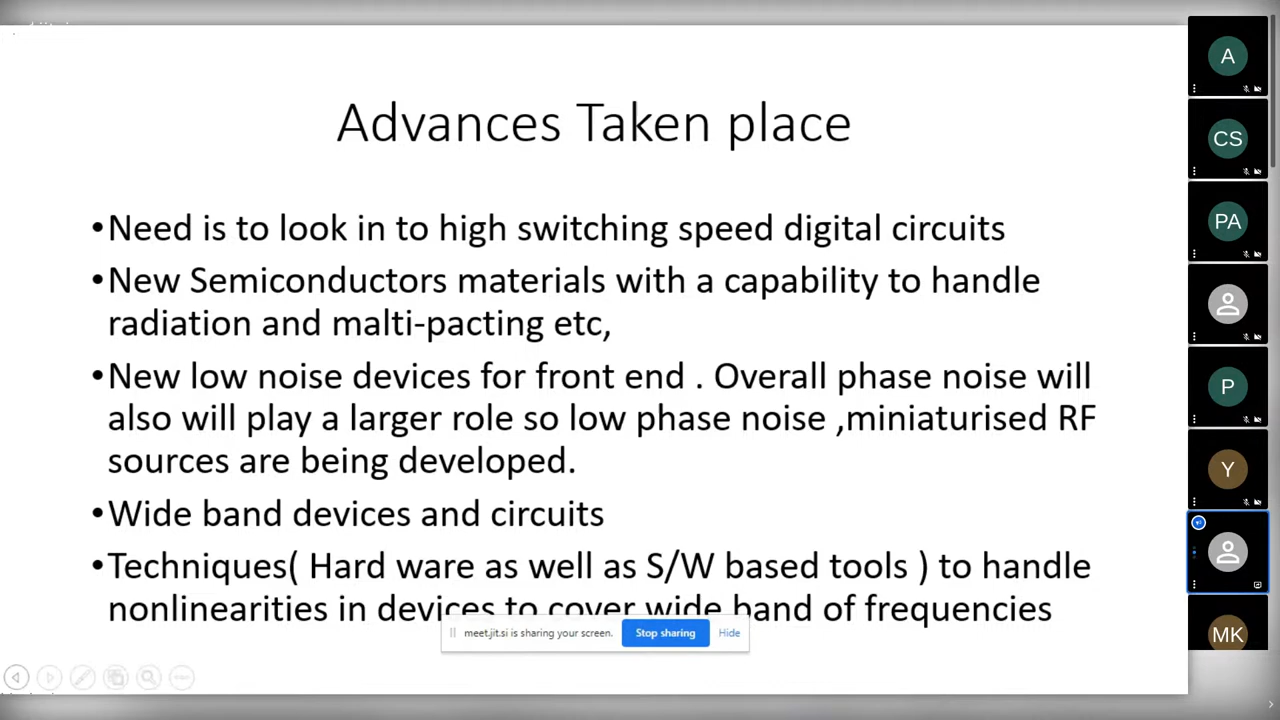 Advances Taken place
•Need is to look in to high switching speed digital circuits
•New Semiconductors materials with a capability to handle
radiation and malti-pacting etc,
•New low noise devices for front end . Overall phase noise will
also will play a larger role so low phase noise ,miniaturised RF
sources are being developed.
•Wide band devices and circuits
•Techniques( Hard ware as well as S/W based tools ) to handle
nonlinearities in devices to cover wide band of frequencies
meet.jit.si is sharing your screen. Stop sharing Hide
A
CS
PA
P
Y
MK